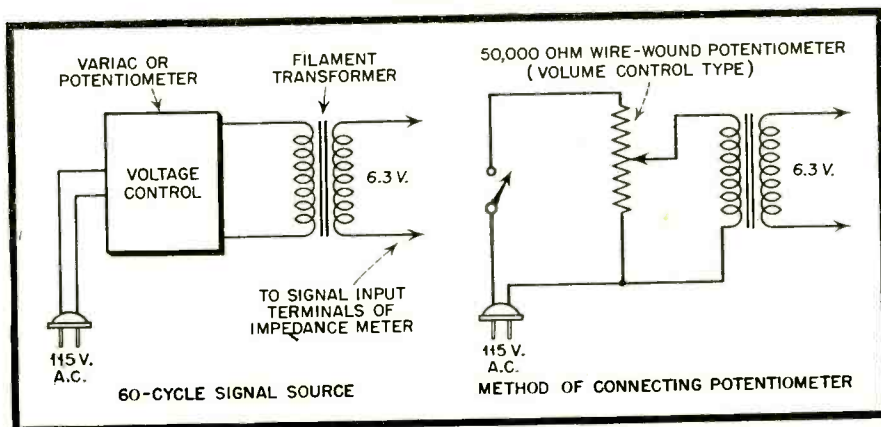 VARIAC OR
POTENTIOMETER
FILAMENT
TRANSFORMER
VOLTAGE
CONTROL
6.3 V.
TO SIGNAL INPUT
TERMINALS OF
IMPEDANCE METER
115 V.
A.C.
60-CYCLE SIGNAL SOURCE
50,000 OHM WIRE-WOUND POTENTIOMETER
(VOLUME CONTROL TYPE)
6.3 V.
115 V.
A.C.
METHOD OF CONNECTING POTENTIOMETER